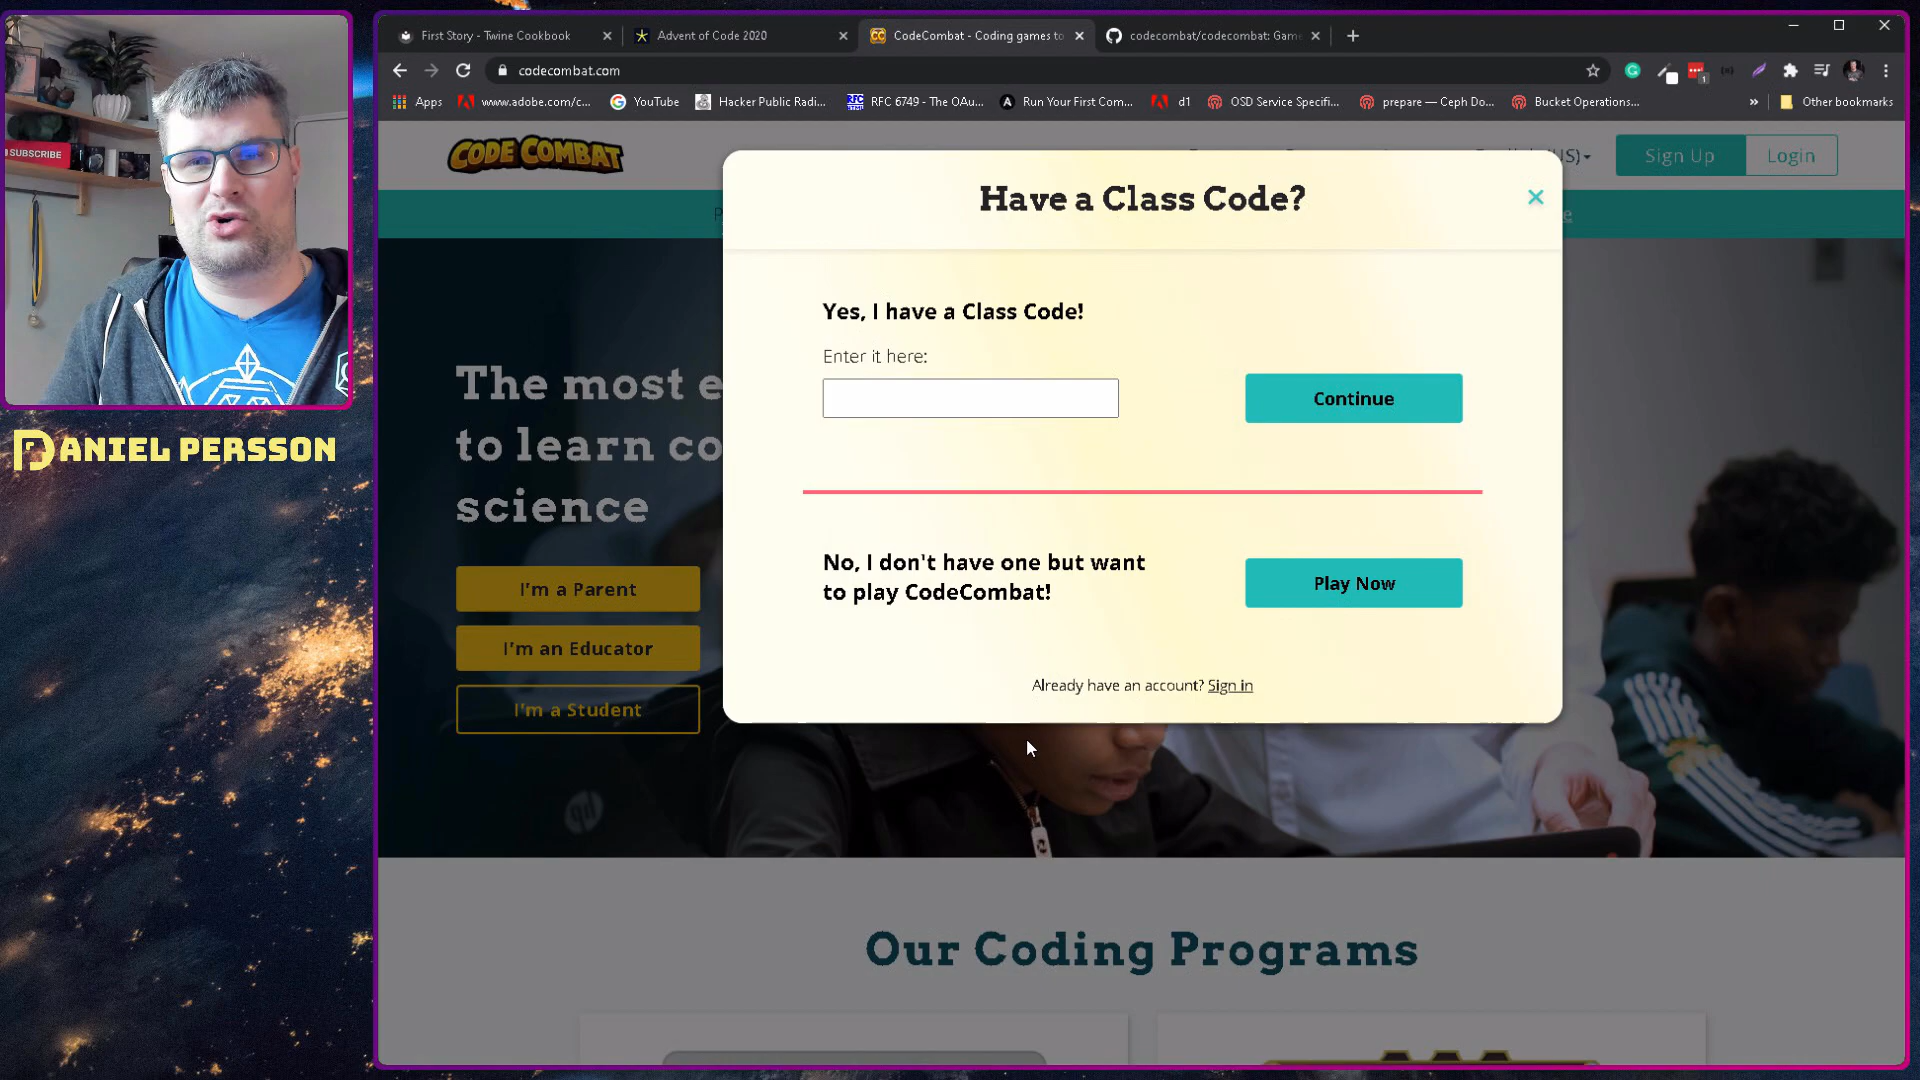 First Story - Twine Cookbook
Advent of Code 2020
CodeCombat - Coding games to
codecombat/codecombat: Gam
codecombat.com
Apps
www.adobe.com/c...
YouTube
Hacker Public Radi...
RFC 6749 - The OAu...
Run Your First Com...
d1
OSD Service Specifi...
prepare — Ceph Do...
Bucket Operations...
Other bookmarks
SUBSCRIBE
DANIEL PERSSON
CODE COMBAT
Sign Up
Login
Have a Class Code?
Yes, I have a Class Code!
Enter it here:
Continue
No, I don't have one but want
to play CodeCombat!
Play Now
Already have an account? Sign in
The most e
to learn co
science
I'm a Parent
I'm an Educator
I'm a Student
Our Coding Programs